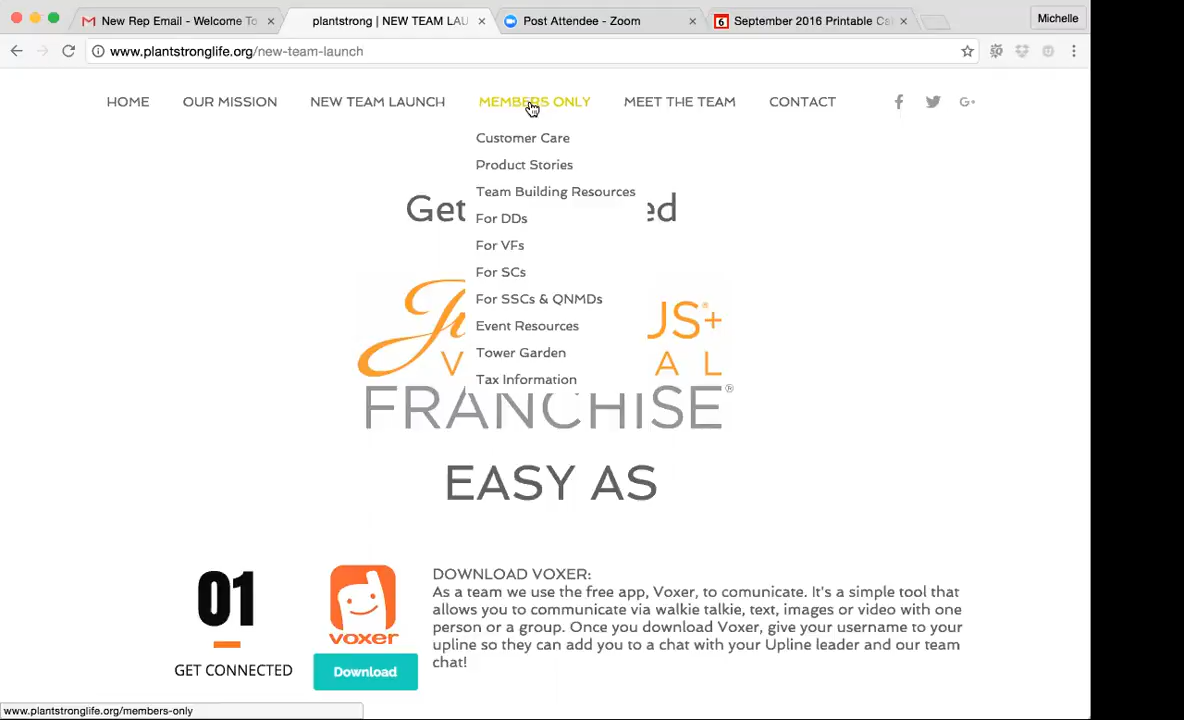 New Rep Email - Welcome To
plantstrong | NEW TEAM LAU
Post Attendee - Zoom
6
September 2016 Printable Ca
Michelle
www.plantstronglife.org/new-team-launch
HOME
OUR MISSION
NEW TEAM LAUNCH
MEMBERS ONLY
MEET THE TEAM
CONTACT
Customer Care
Product Stories
Team Building Resources
For DDs
For VFs
For SCs
For SSCs & QNMDs
Event Resources
Tower Garden
Tax Information
Get
ed
US®+
V
A L
FRANCHISE®
EASY AS
01
GET CONNECTED
voxer
Download
DOWNLOAD VOXER:
As a team we use the free app, Voxer, to comunicate. It's a simple tool that
allows you to communicate via walkie talkie, text, images or video with one
person or a group. Once you download Voxer, give your username to your
upline so they can add you to a chat with your Upline leader and our team
chat!
www.plantstronglife.org/members-only